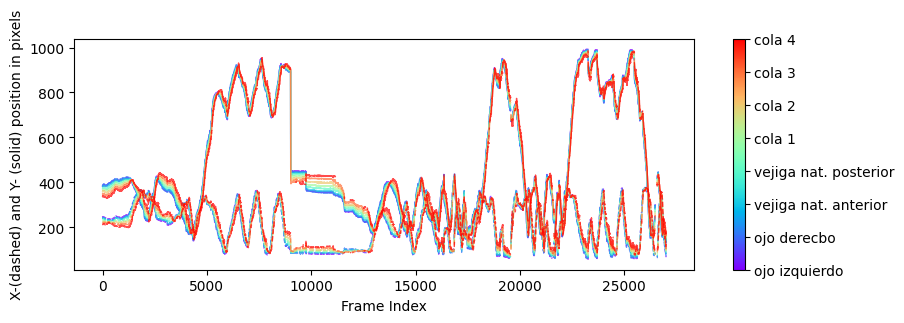 X-(dashed) and Y- (solid) position in pixels
1000
800
600
400
200
0
5000
10000
15000
20000
25000
Frame Index
cola 4
cola 3
cola 2
cola 1
vejiga nat. posterior
vejiga nat. anterior
ojo derecbo
ojo izquierdo